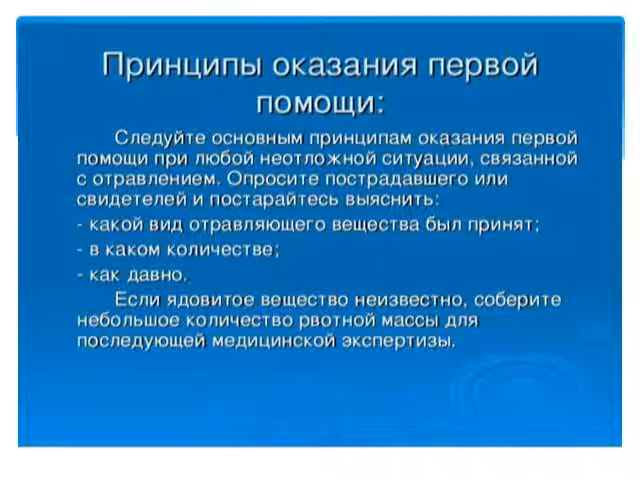 Принципы оказания первой
помощи:
Следуйте основным принципам оказания первой
помощи при любой неотложной ситуации, связанной
с отравлением. Опросите пострадавшего или
свидетелей и постарайтесь выяснить:
- какой вид отравляющего вещества был принят;
- в каком количестве;
- как давно.
Если ядовитое вещество неизвестно, соберите
небольшое количество рвотной массы для
последующей медицинской экспертизы.